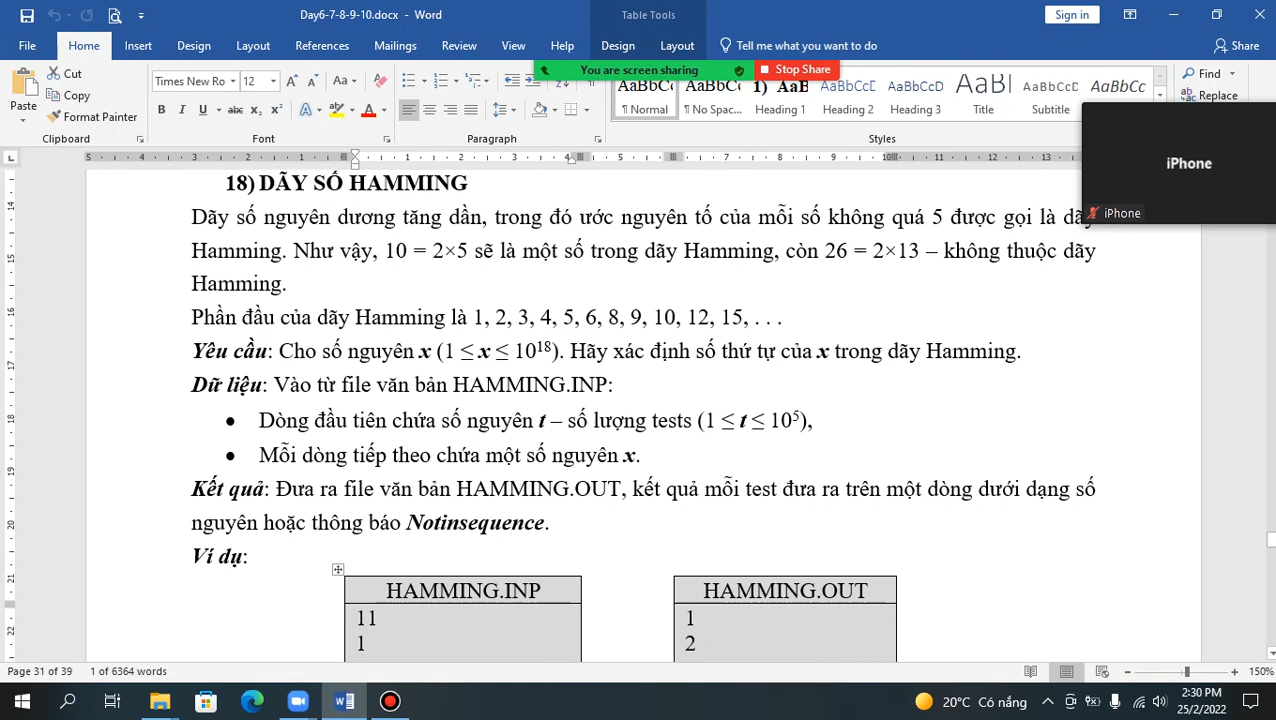 Day6-7-8-9-10.docx - Word
Table Tools
Sign in
File Home Insert Design Layout References Mailings Review View Help Design Layout Tell me what you want to do Share
You are screen sharing Stop Share
Paste
Cut
Copy
Format Painter
Clipboard
Times New Ro 12
Font
Paragraph
¶ Normal
¶ No Spac...
Heading 1
Heading 2
Heading 3
Title
Subtitle
Styles
Find
Replace
iPhone
iPhone
18) DÃY SỐ HAMMING
Dãy số nguyên dương tăng dần, trong đó ước nguyên tố của mỗi số không quá 5 được gọi là dãy
Hamming. Như vậy, 10 = 2×5 sẽ là một số trong dãy Hamming, còn 26 = 2×13 – không thuộc dãy
Hamming.
Phần đầu của dãy Hamming là 1, 2, 3, 4, 5, 6, 8, 9, 10, 12, 15, . . .
Yêu cầu: Cho số nguyên x (1 ≤ x ≤ 10¹⁸). Hãy xác định số thứ tự của x trong dãy Hamming.
Dữ liệu: Vào từ file văn bản HAMMING.INP:
• Dòng đầu tiên chứa số nguyên t – số lượng tests (1 ≤ t ≤ 10⁵),
• Mỗi dòng tiếp theo chứa một số nguyên x.
Kết quả: Đưa ra file văn bản HAMMING.OUT, kết quả mỗi test đưa ra trên một dòng dưới dạng số
nguyên hoặc thông báo Notinsequence.
Ví dụ:
HAMMING.INP HAMMING.OUT
11 1
1 2
Page 31 of 39 1 of 6364 words 150%
20°C Có nắng
2:30 PM
25/2/2022